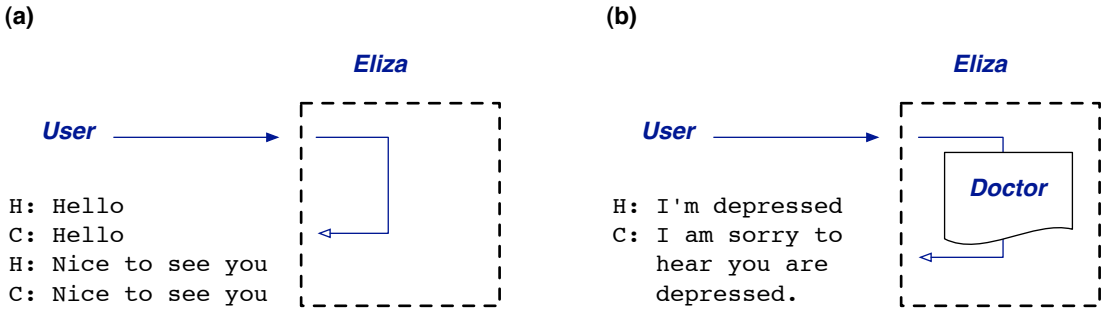 (a)
Eliza
User
H: Hello
C: Hello
H: Nice to see you
C: Nice to see you
(b)
Eliza
User
Doctor
H: I'm depressed
C: I am sorry to
hear you are
depressed.